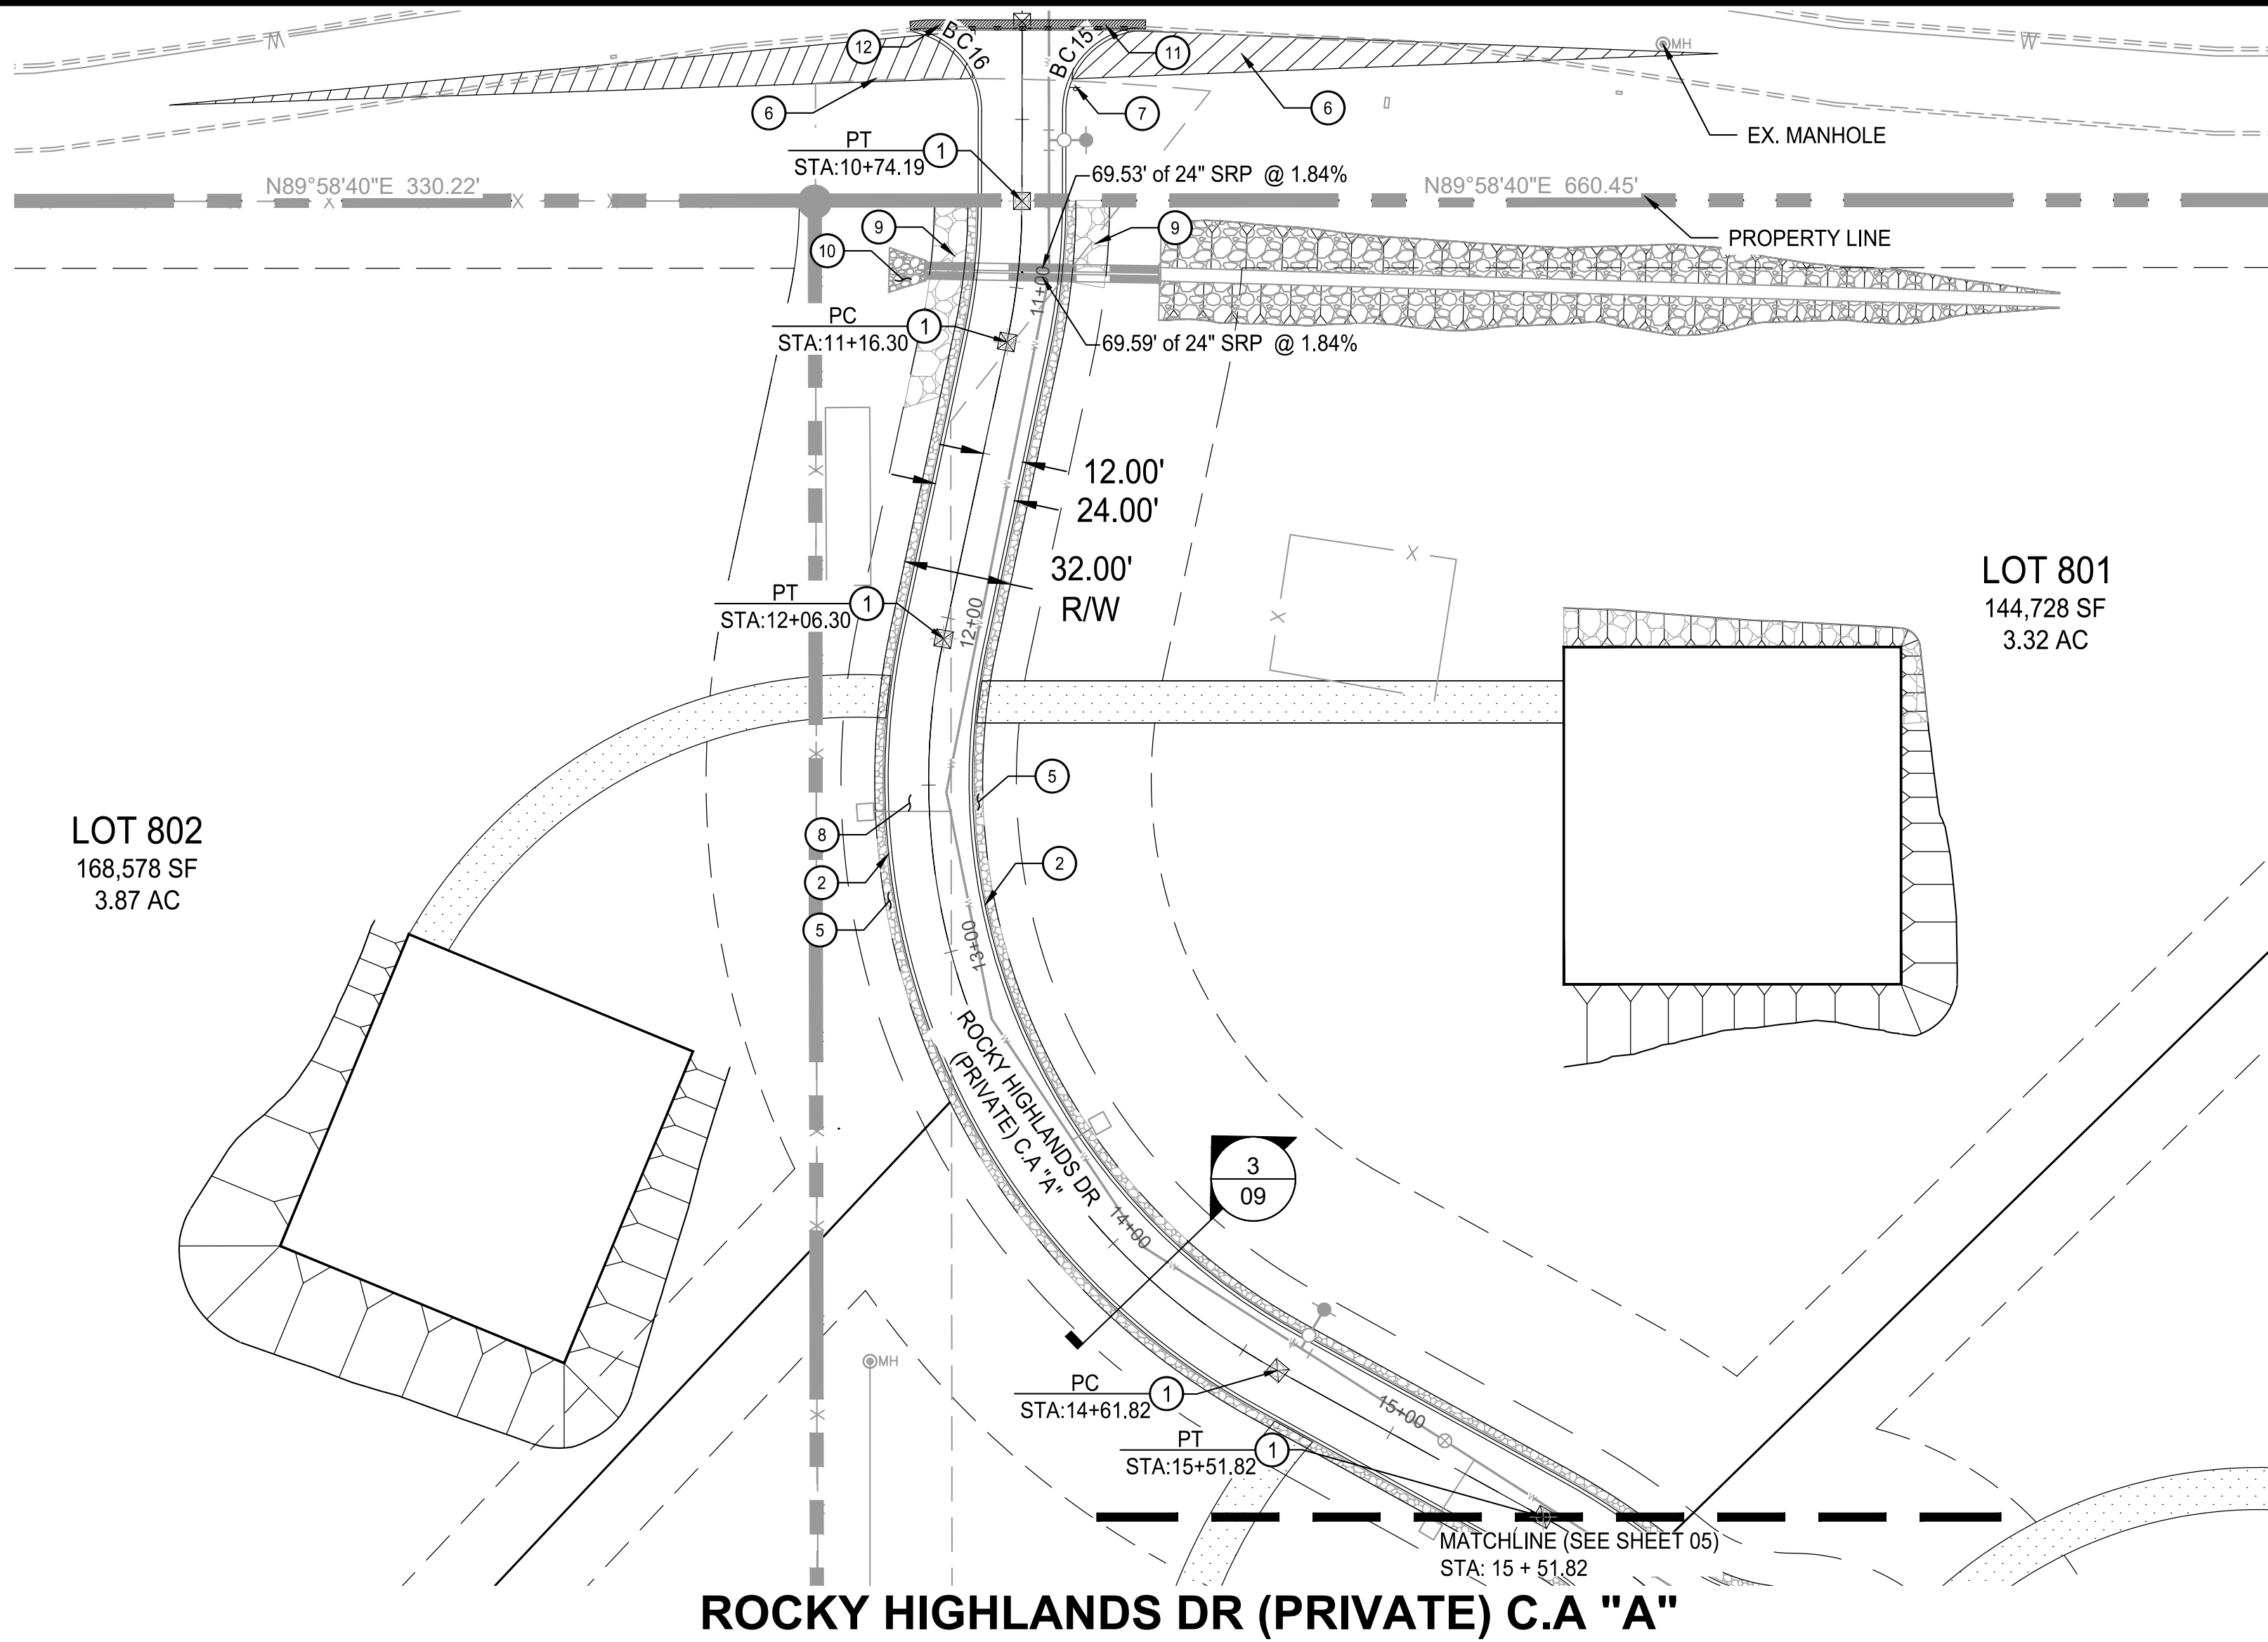 W
W
12
BC16
BC15
11
MH
6
7
6
EX. MANHOLE
PT
1
STA:10+74.19
69.53' of 24" SRP @ 1.84%
N89°58'40"E 330.22'
N89°58'40"E 660.45'
9
9
PROPERTY LINE
10
11+00
PC
1
STA:11+16.30
69.59' of 24" SRP @ 1.84%
12.00'
24.00'
32.00'
R/W
X
X
LOT 801
144,728 SF
3.32 AC
PT
1
STA:12+06.30
12+00
5
LOT 802
168,578 SF
3.87 AC
8
2
2
5
13+00
ROCKY HIGHLANDS DR
(PRIVATE) C.A "A"
3
09
14+00
MH
PC
1
STA:14+61.82
15+00
PT
1
STA:15+51.82
MATCHLINE (SEE SHEET 05)
STA: 15 + 51.82
ROCKY HIGHLANDS DR (PRIVATE) C.A "A"